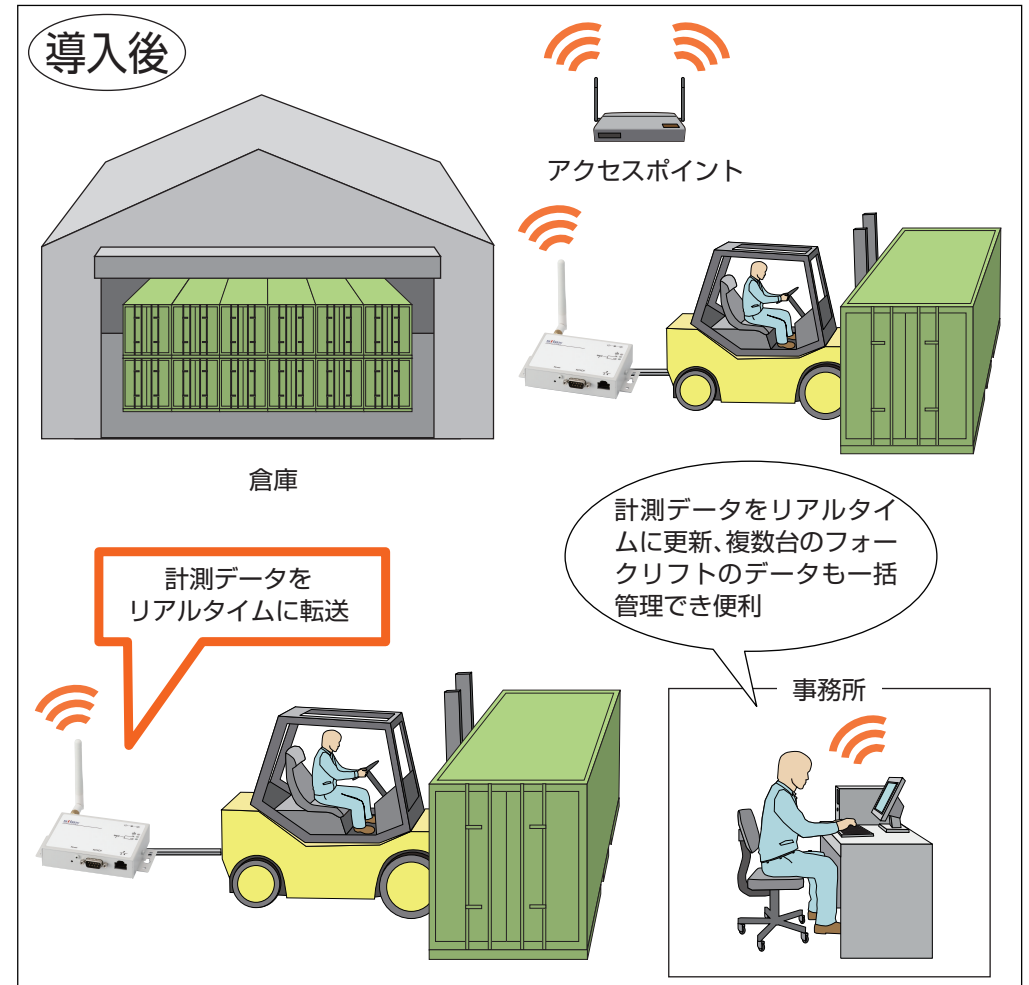 導入後
アクセスポイント
倉庫
計測データをリアルタイ
ムに更新、複数台のフォー
クリフトのデータも一括
管理でき便利
計測データを
リアルタイムに転送
事務所